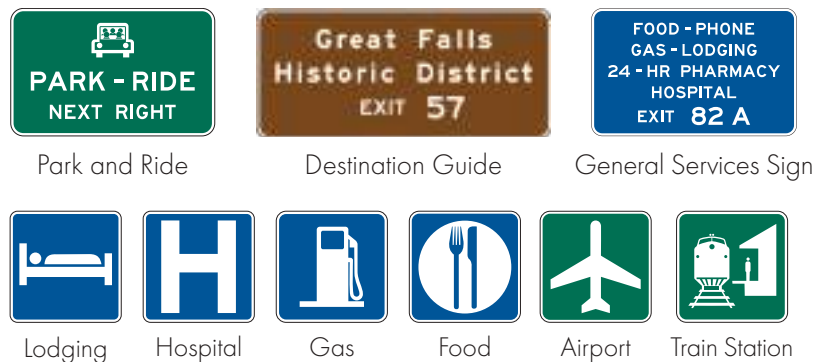 PARK - RIDE
NEXT RIGHT
Great Falls
Historic District
EXIT 57
FOOD - PHONE
GAS - LODGING
24 - HR PHARMACY
HOSPITAL
EXIT 82 A
Park and Ride
Destination Guide
General Services Sign
H
Lodging
Hospital
Gas
Food
Airport
Train Station